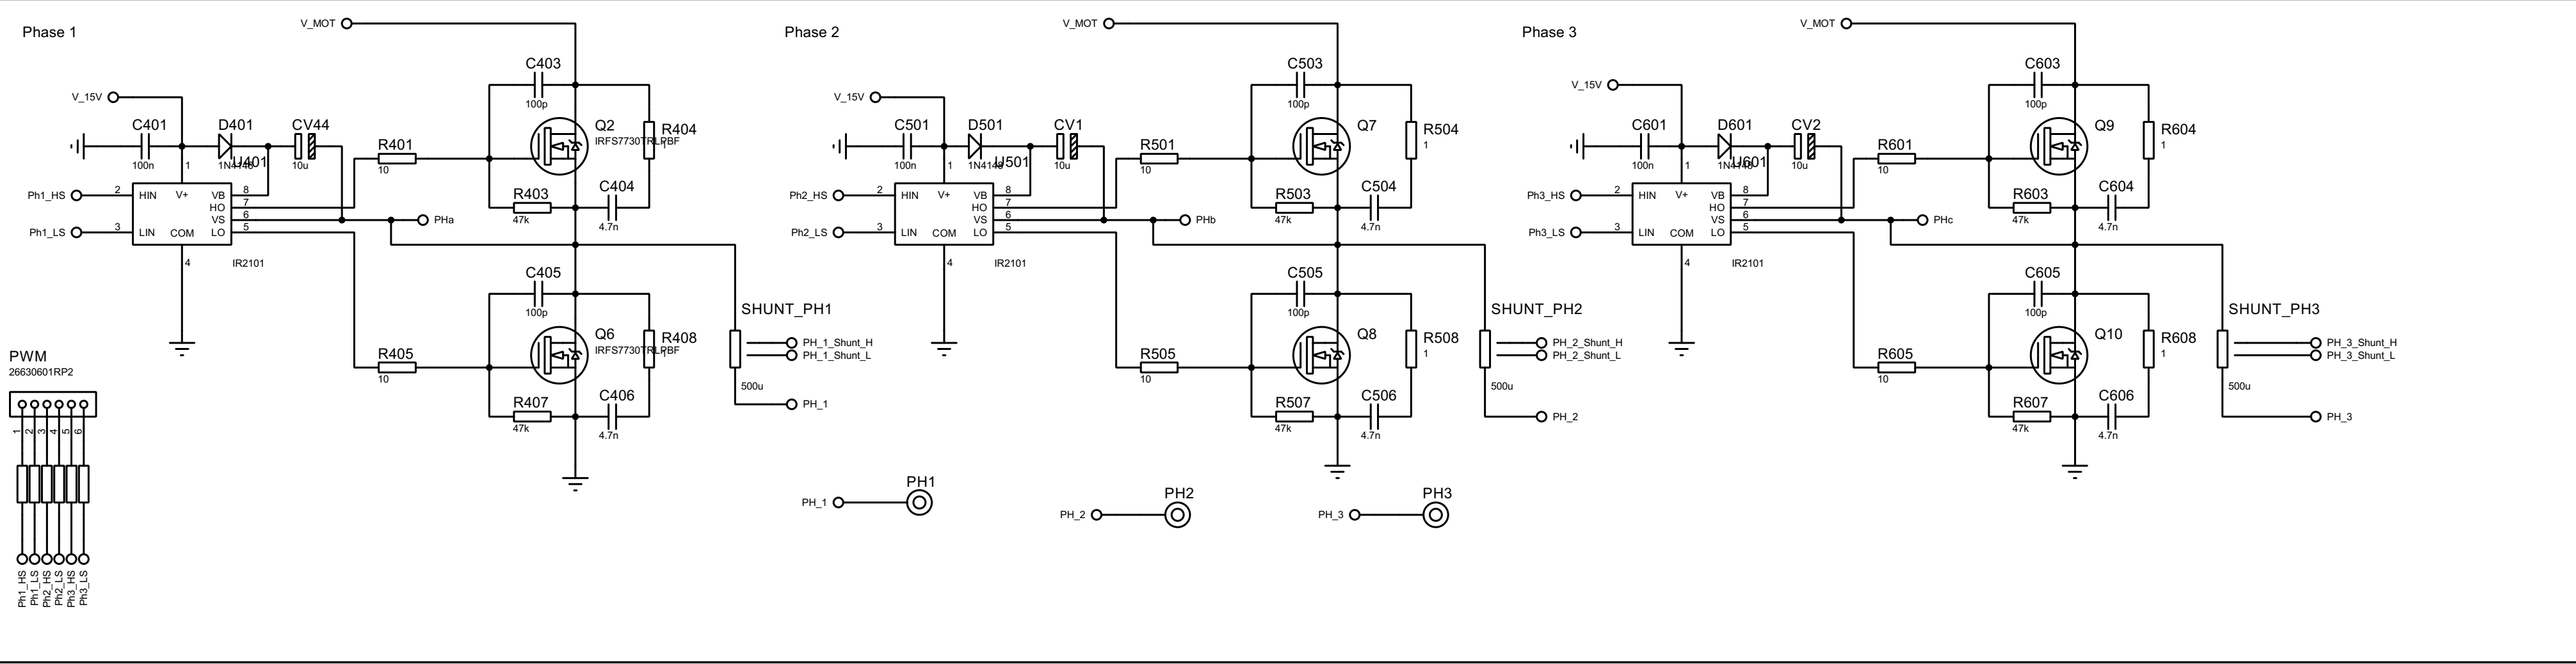 Phase 1
V_MOT
C403
100p
V_15V
C401
100n
1
D401
1N4148
U401
CV44
10u
R401
10
Q2
IRFS7730TRLPBF
R404
Ph1_HS
2
HIN
V+
VB
8
HO
7
VS
6
LO
5
Ph1_LS
3
LIN
COM
4
IR2101
R403
47k
C404
4.7n
PHa
C405
100p
Q6
IRFS7730TRLPBF
R408
R405
10
R407
47k
C406
4.7n
SHUNT_PH1
PH_1_Shunt_H
PH_1_Shunt_L
500u
PH_1
Phase 2
V_MOT
C503
100p
V_15V
C501
100n
1
D501
1N4148
U501
CV1
10u
R501
10
Q7
R504
1
Ph2_HS
2
HIN
V+
VB
8
HO
7
VS
6
LO
5
Ph2_LS
3
LIN
COM
4
IR2101
R503
47k
C504
4.7n
PHb
C505
100p
Q8
R508
1
R505
10
R507
47k
C506
4.7n
SHUNT_PH2
PH_2_Shunt_H
PH_2_Shunt_L
500u
PH_2
Phase 3
V_MOT
C603
100p
V_15V
C601
100n
1
D601
1N4148
U601
CV2
10u
R601
10
Q9
R604
1
Ph3_HS
2
HIN
V+
VB
8
HO
7
VS
6
LO
5
Ph3_LS
3
LIN
COM
4
IR2101
R603
47k
C604
4.7n
PHc
C605
100p
Q10
R608
1
R605
10
R607
47k
C606
4.7n
SHUNT_PH3
PH_3_Shunt_H
PH_3_Shunt_L
500u
PH_3
PWM
26630601RP2
1
2
3
4
5
6
Ph1_HS
Ph1_LS
Ph2_HS
Ph2_LS
Ph3_HS
Ph3_LS
PH_1
PH1
PH_2
PH2
PH_3
PH3